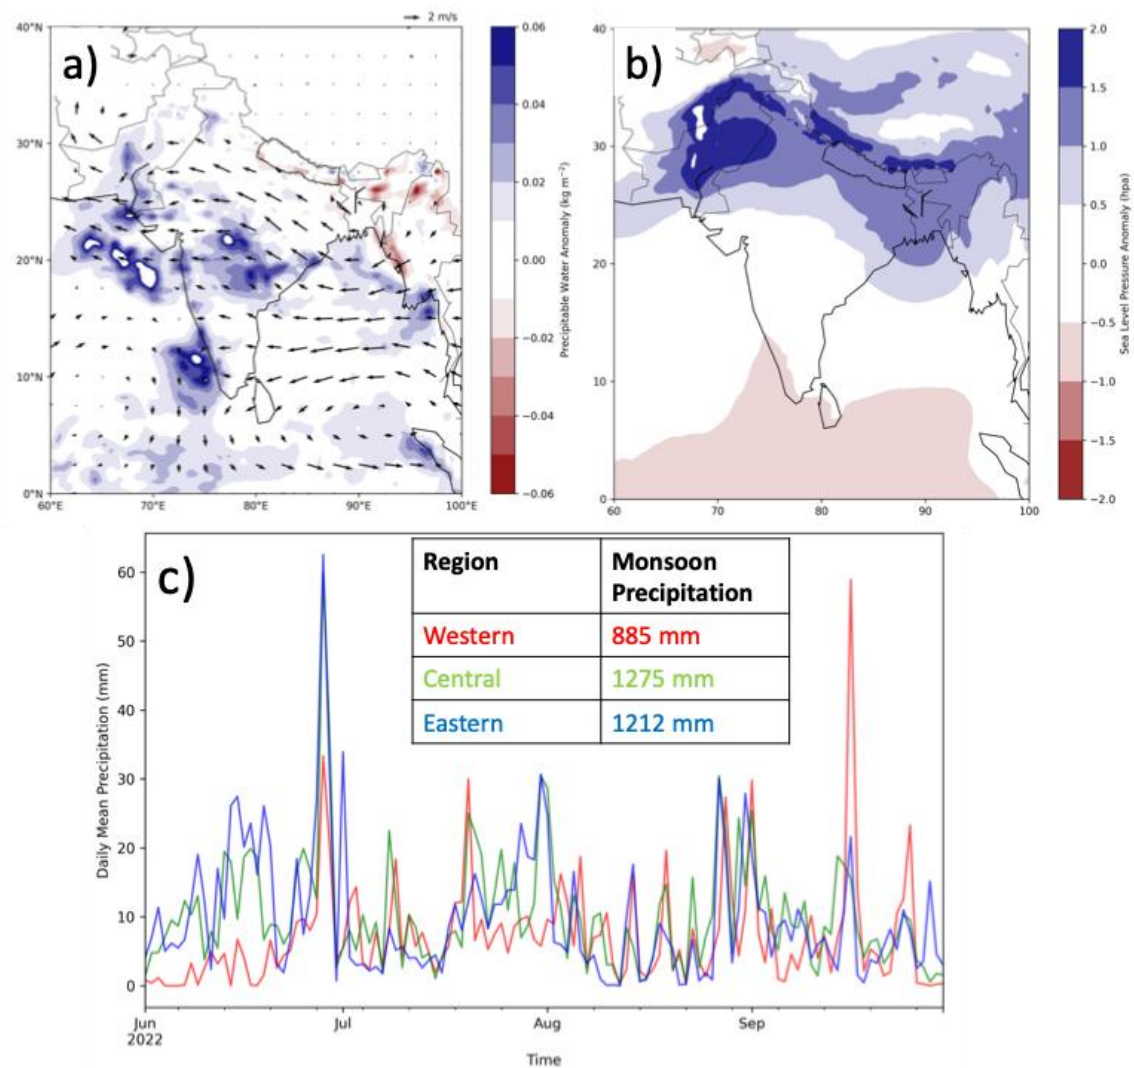 2 m/s
a)
40°N
30°N
20°N
10°N
0°N
60°E
70°E
80°E
90°E
100°E
0.06
0.04
0.02
0.00
−0.02
−0.04
−0.06
Precipitable Water Anomaly (kg m⁻²)
b)
40
30
20
10
0
60
70
80
90
100
2.0
1.5
1.0
0.5
0.0
−0.5
−1.0
−1.5
−2.0
Sea Level Pressure Anomaly (hpa)
c)
Region
Monsoon
Precipitation
Western
885 mm
Central
1275 mm
Eastern
1212 mm
60
50
40
30
20
10
0
Daily Mean Precipitation (mm)
Jun
2022
Jul
Aug
Sep
Time